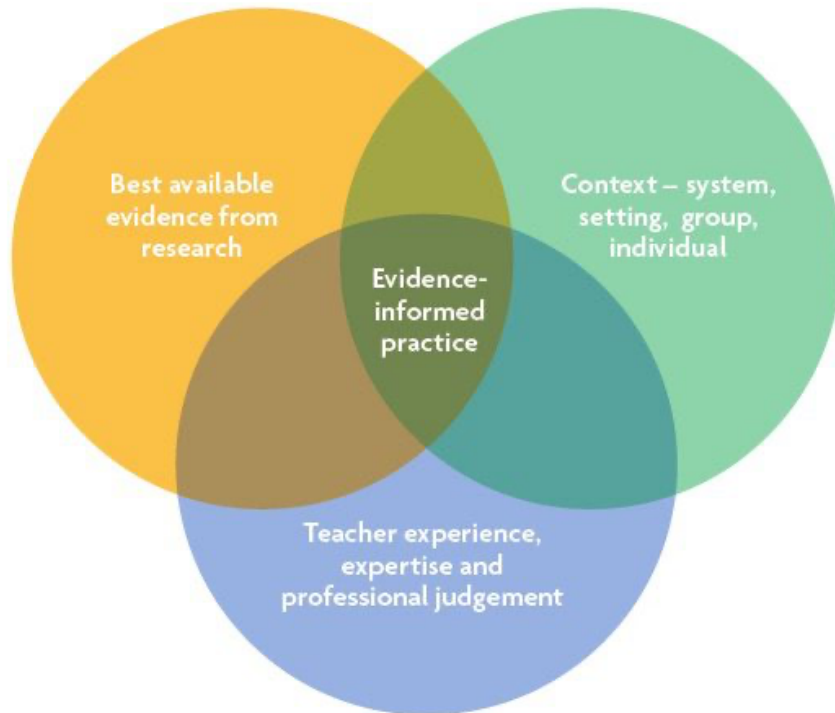 Best available
evidence from
research
Context – system,
setting, group,
individual
Evidence-
informed
practice
Teacher experience,
expertise and
professional judgement